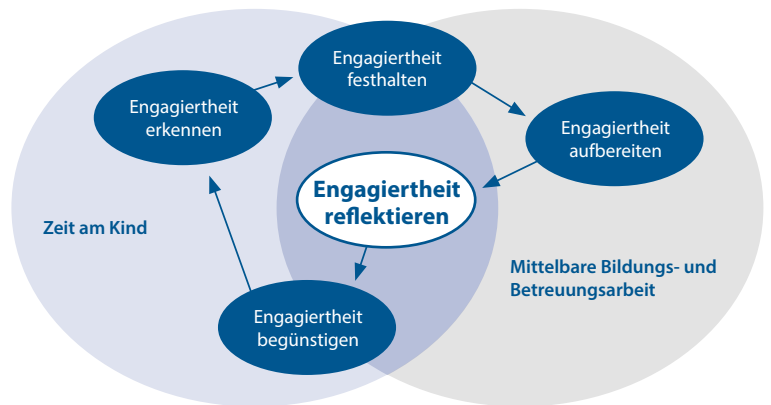 Engagiertheit
festhalten
Engagiertheit
erkennen
Engagiertheit
aufbereiten
Engagiertheit
reflektieren
Zeit am Kind
Mittelbare Bildungs- und
Betreuungsarbeit
Engagiertheit
begünstigen